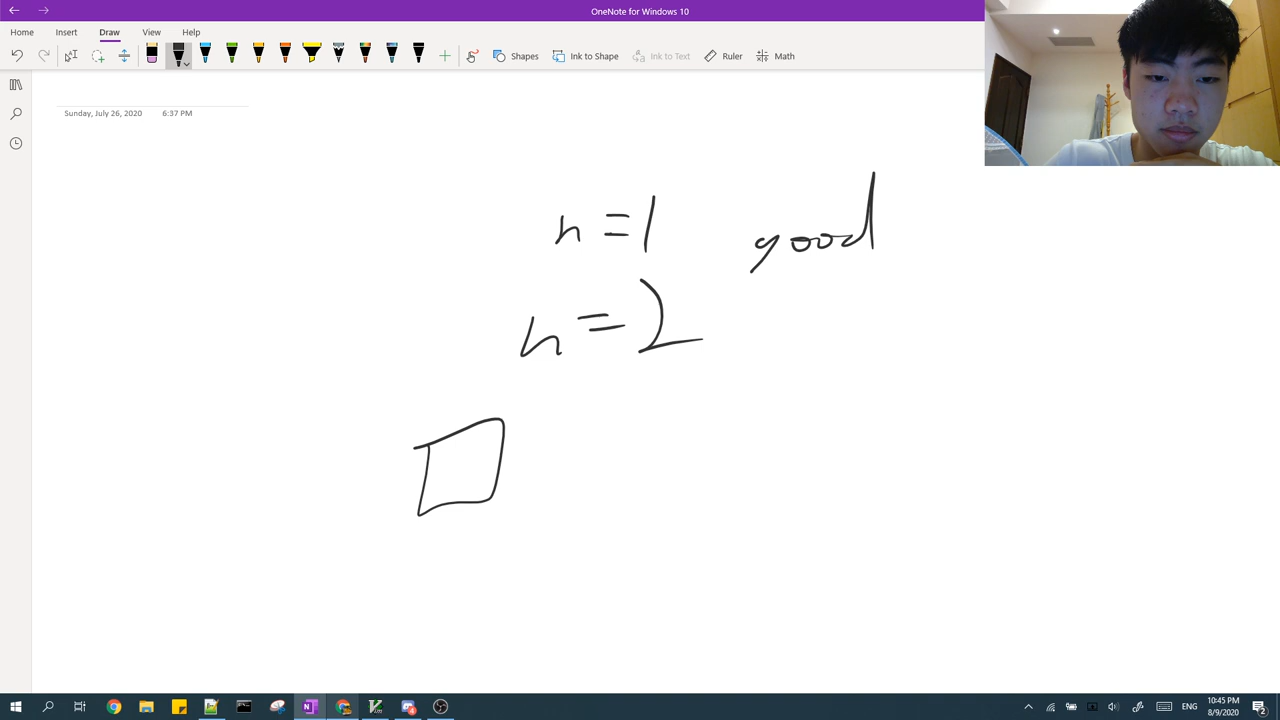 OneNote for Windows 10
Home Insert Draw View Help
Shapes Ink to Shape Ink to Text Ruler Math
Sunday, July 26, 2020 6:37 PM
n=1 good
n=2
10:45 PM
8/9/2020